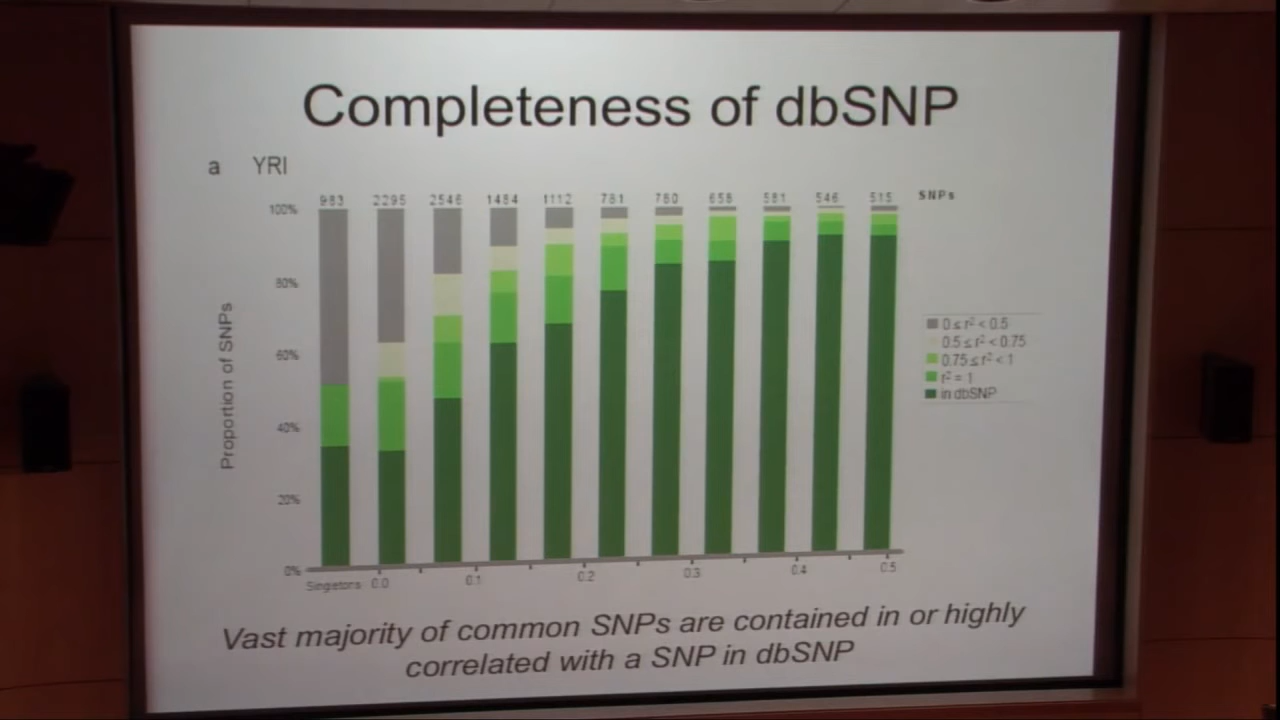 Completeness of dbSNP
a YRI
983 2295 2546 1484 1112 781 760 658 581 546 515 SNPs
100%
80%
60%
40%
20%
0%
Proportion of SNPs
0 ≤ r² < 0.5
0.5 ≤ r² < 0.75
0.75 ≤ r² < 1
r² = 1
in dbSNP
Singletons 0.0 0.1 0.2 0.3 0.4 0.5
Vast majority of common SNPs are contained in or highly
correlated with a SNP in dbSNP